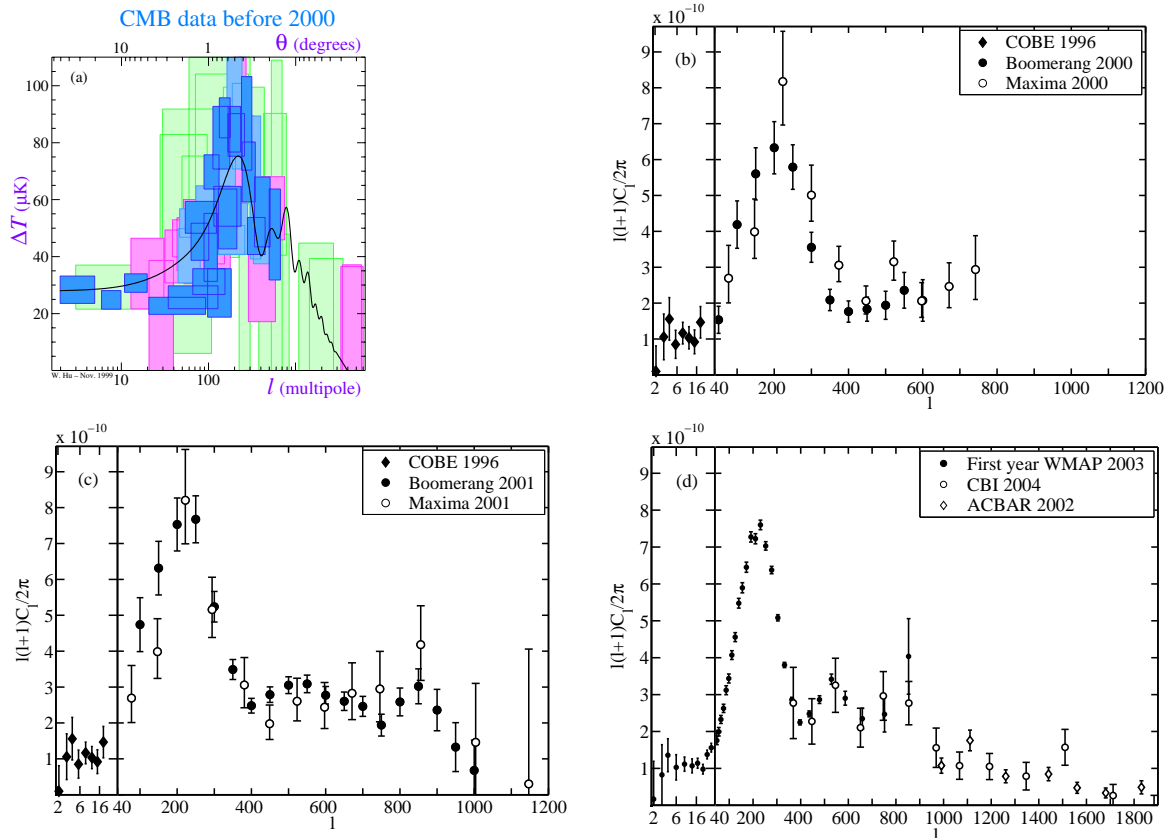 CMB data before 2000
θ (degrees)
10 1
(a)
ΔT (μK)
100
80
60
40
20
W. Hu – Nov. 1999
10 100
l (multipole)
x 10⁻¹⁰
(b)
COBE 1996
Boomerang 2000
Maxima 2000
l(l+1)C_l/2π
9
8
7
6
5
4
3
2
1
2 6 16 40 200 400 600 800 1000 1200
l
x 10⁻¹⁰
(c)
COBE 1996
Boomerang 2001
Maxima 2001
l(l+1)C_l/2π
9
8
7
6
5
4
3
2
1
2 6 16 40 200 400 600 800 1000 1200
l
x 10⁻¹⁰
(d)
First year WMAP 2003
CBI 2004
ACBAR 2002
l(l+1)C_l/2π
9
8
7
6
5
4
3
2
1
2 6 16 40 200 400 600 800 1000 1200 1400 1600 1800
l